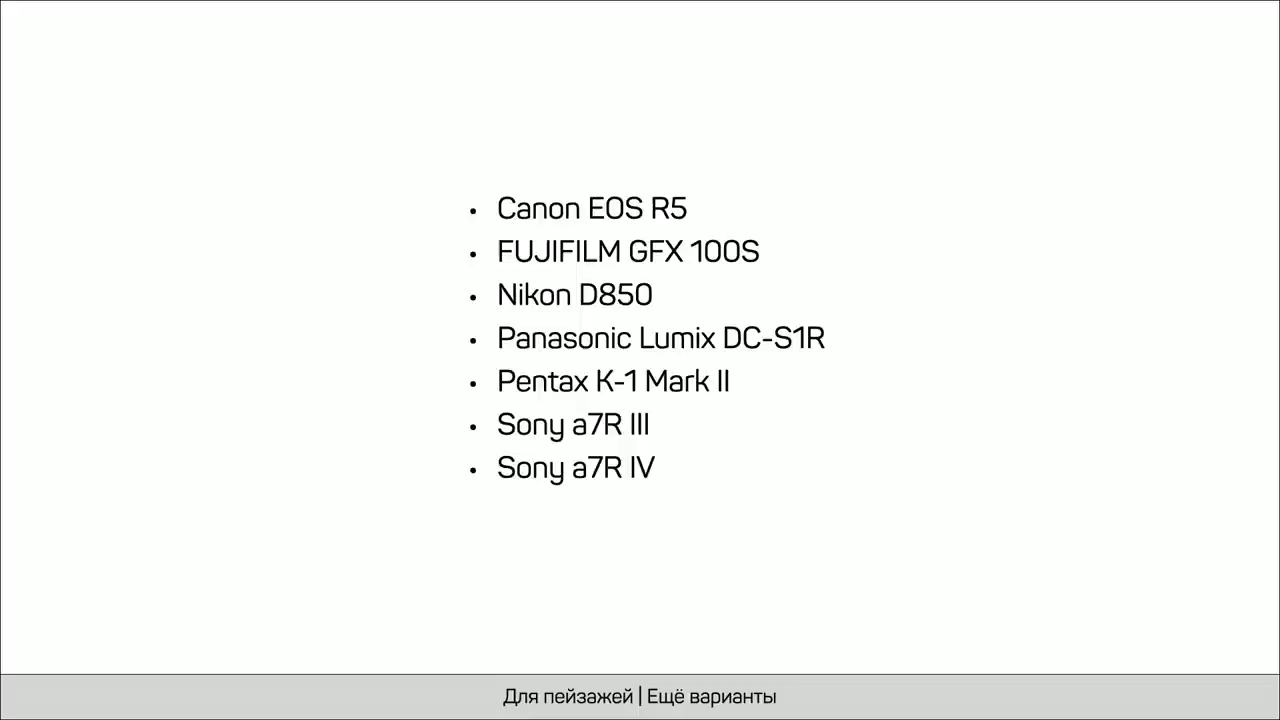 • Canon EOS R5
• FUJIFILM GFX 100S
• Nikon D850
• Panasonic Lumix DC-S1R
• Pentax K-1 Mark II
• Sony a7R III
• Sony a7R IV
Для пейзажей | Ещё варианты